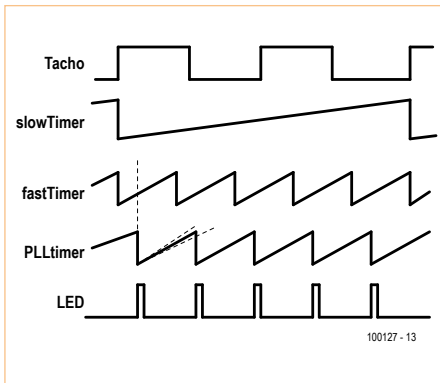 Tacho
slowTimer
fastTimer
PLLtimer
LED
100127 - 13